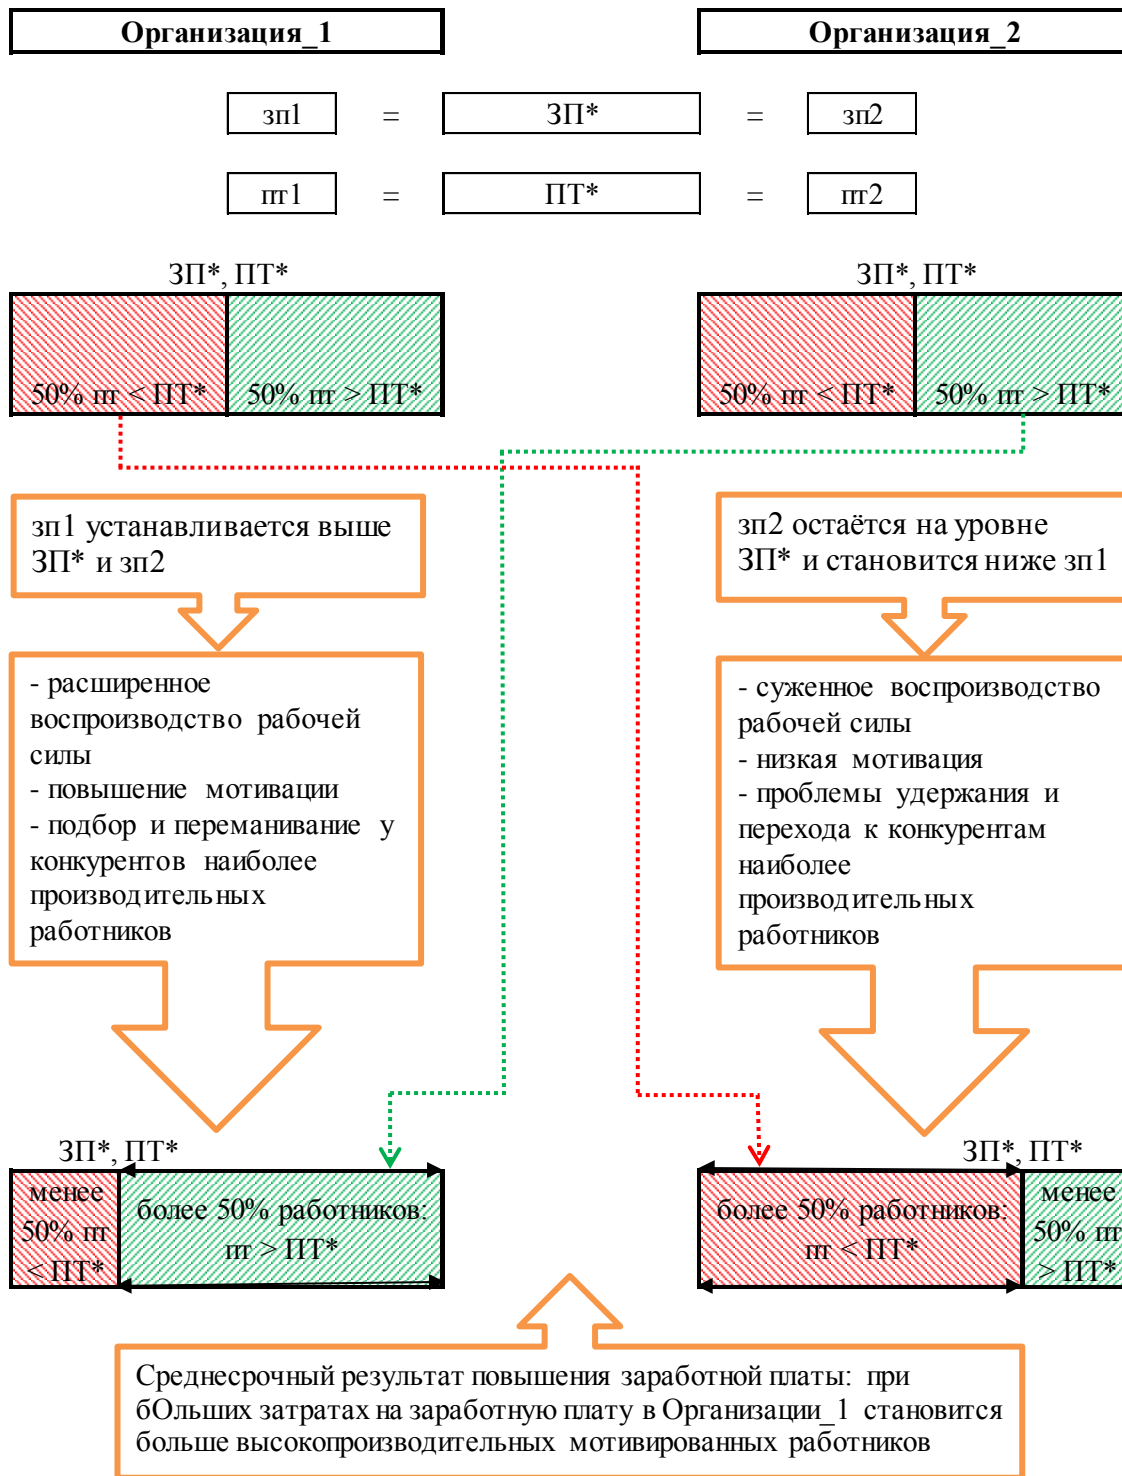 Организация_1
Организация_2
зп1 = ЗП* = зп2
пт1 = ПТ* = пт2
ЗП*, ПТ*
ЗП*, ПТ*
50% пт < ПТ*
50% пт > ПТ*
50% пт < ПТ*
50% пт > ПТ*
зп1 устанавливается выше
ЗП* и зп2
зп2 остаётся на уровне
ЗП* и становится ниже зп1
- расширенное
воспроизводство рабочей
силы
- повышение мотивации
- подбор и переманивание у
конкурентов наиболее
производительных
работников
- суженное воспроизводство
рабочей силы
- низкая мотивация
- проблемы удержания и
перехода к конкурентам
наиболее
производительных
работников
ЗП*, ПТ*
ЗП*, ПТ*
менее
50% пт
< ПТ*
более 50% работников:
пт > ПТ*
более 50% работников:
пт < ПТ*
менее
50% пт
> ПТ*
Среднесрочный результат повышения заработной платы: при
бОльших затратах на заработную плату в Организации_1 становится
больше высокопроизводительных мотивированных работников